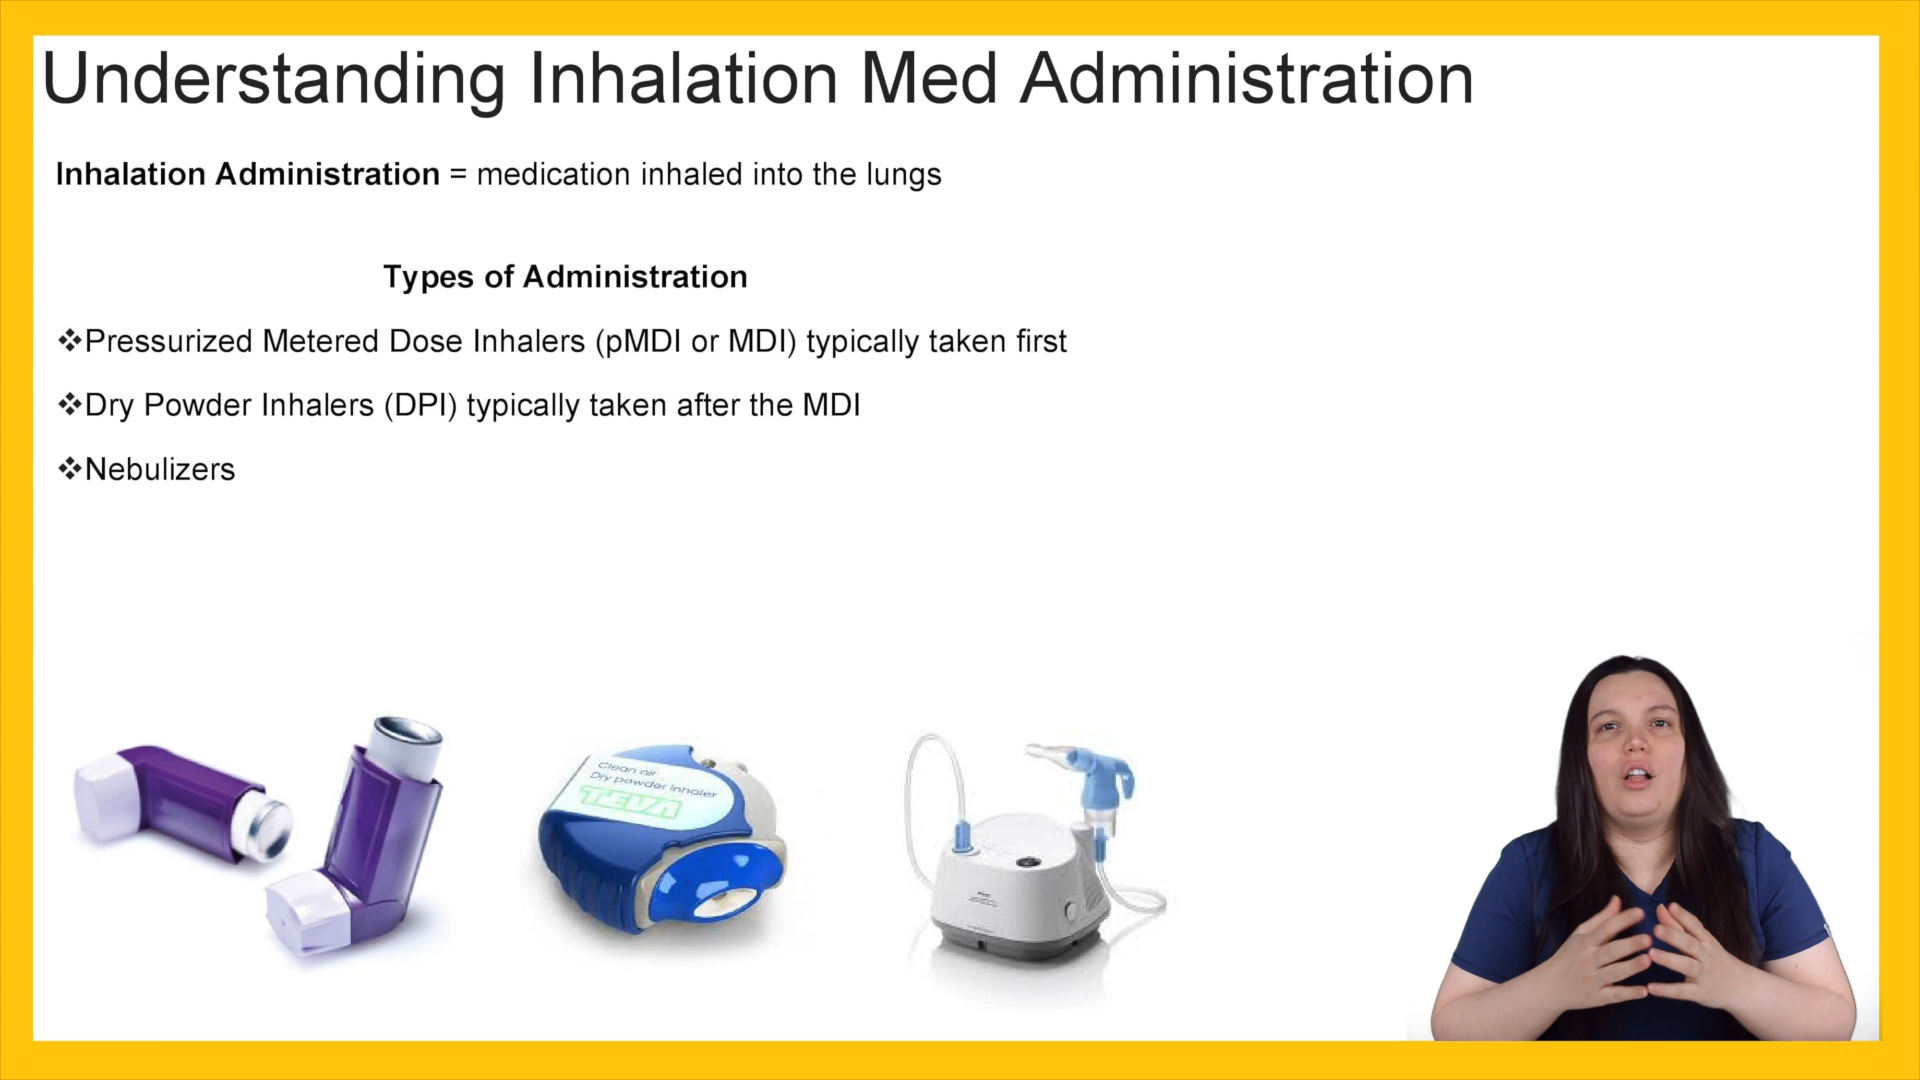 Understanding Inhalation Med Administration
Inhalation Administration = medication inhaled into the lungs
Types of Administration
❖Pressurized Metered Dose Inhalers (pMDI or MDI) typically taken first
❖Dry Powder Inhalers (DPI) typically taken after the MDI
❖Nebulizers
Clean air
Dry powder inhaler
TEVA